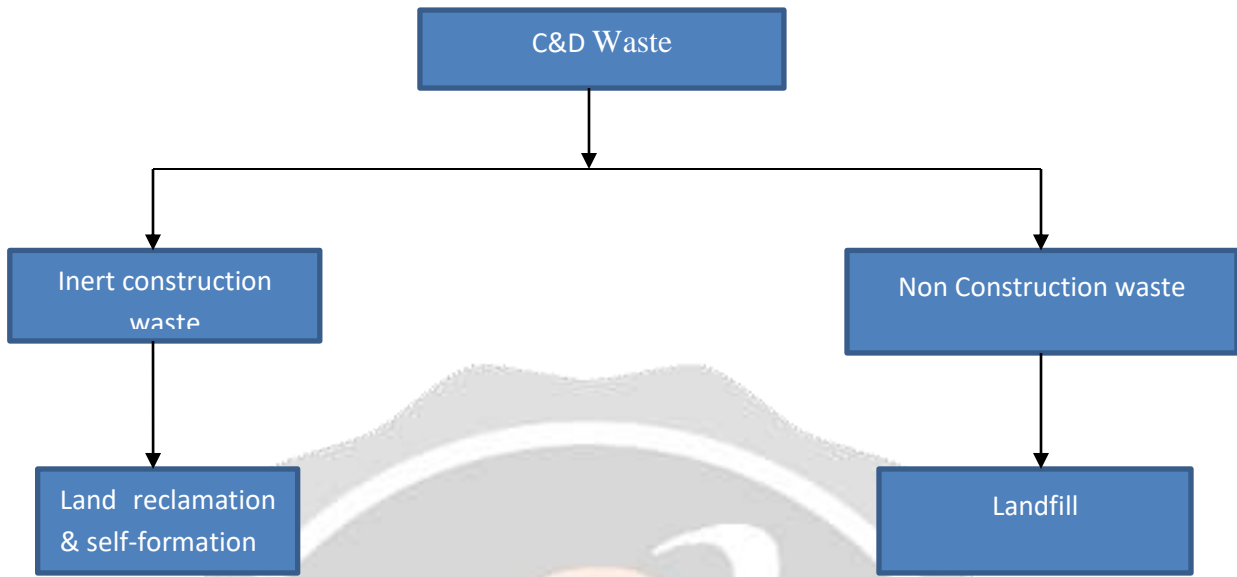 C&D Waste
Inert construction
waste
Non Construction waste
Land reclamation
& self-formation
Landfill